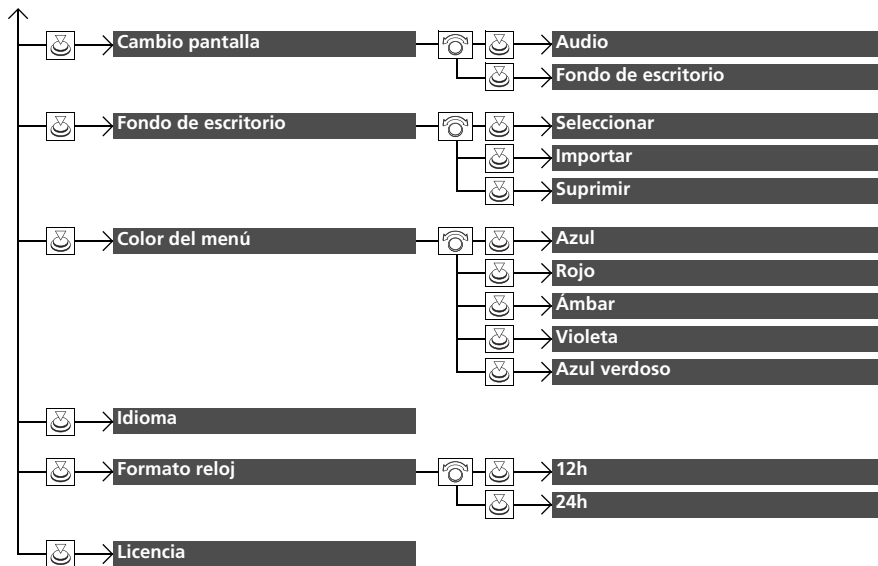 Cambio pantalla
Audio
Fondo de escritorio
Fondo de escritorio
Seleccionar
Importar
Suprimir
Color del menú
Azul
Rojo
Ámbar
Violeta
Azul verdoso
Idioma
Formato reloj
12h
24h
Licencia